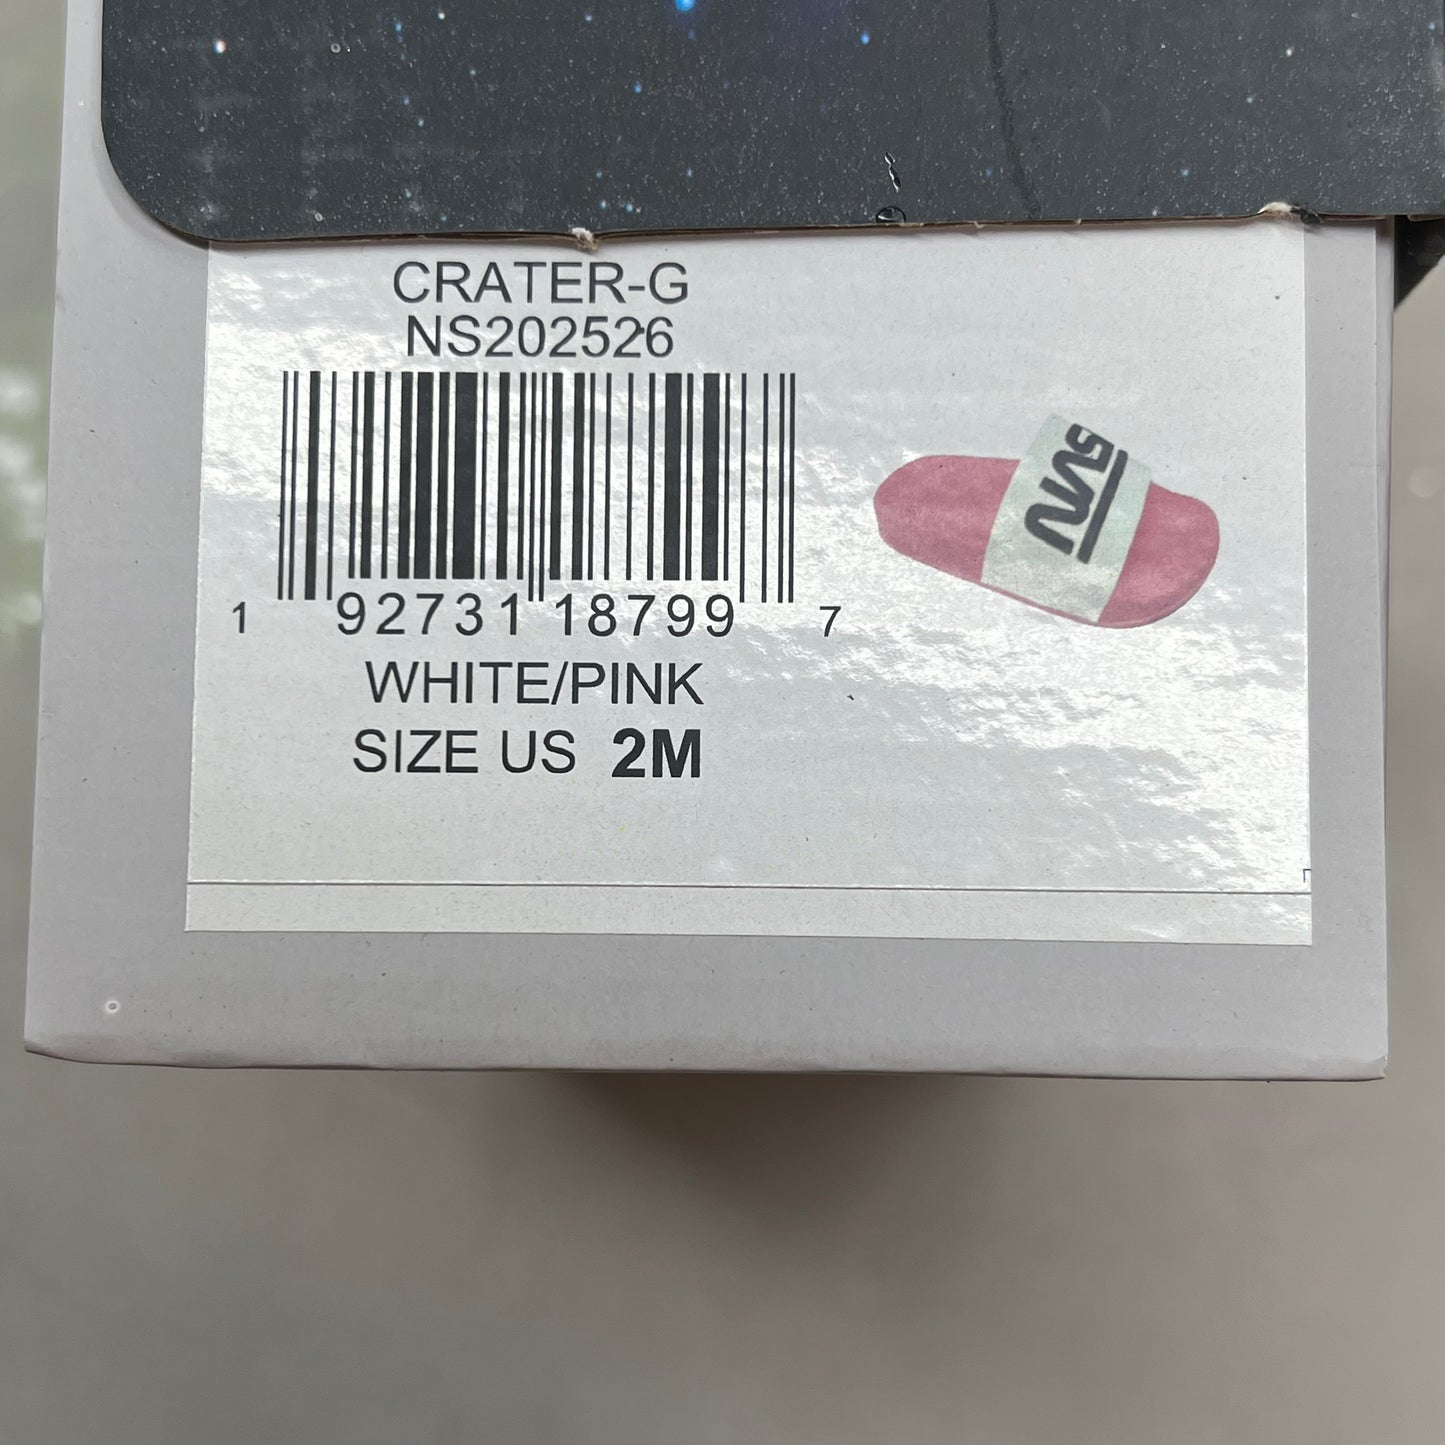 CRATER-G
NS202526
1 92731 18799 7
WHITE/PINK
SIZE US 2M